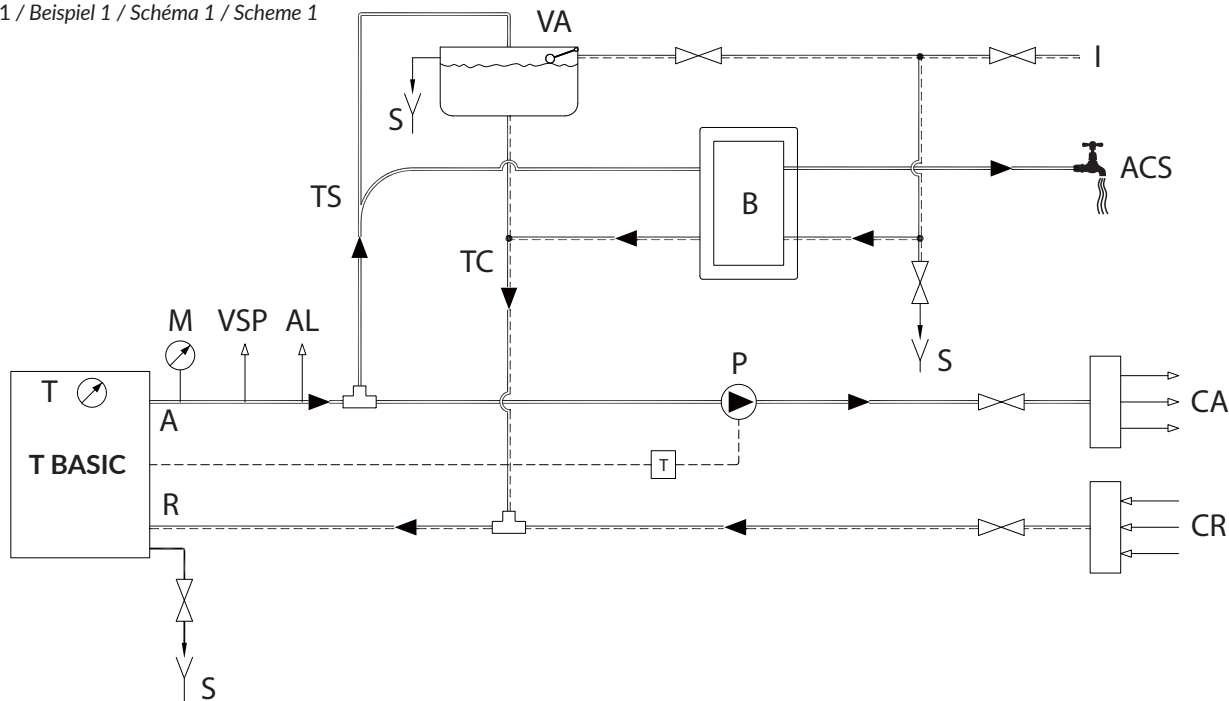 1 / Beispiel 1 / Schéma 1 / Scheme 1
VA
I
S
ACS
TS
B
TC
M VSP AL
S
P
T
A
CA
T BASIC
T
R
CR
S